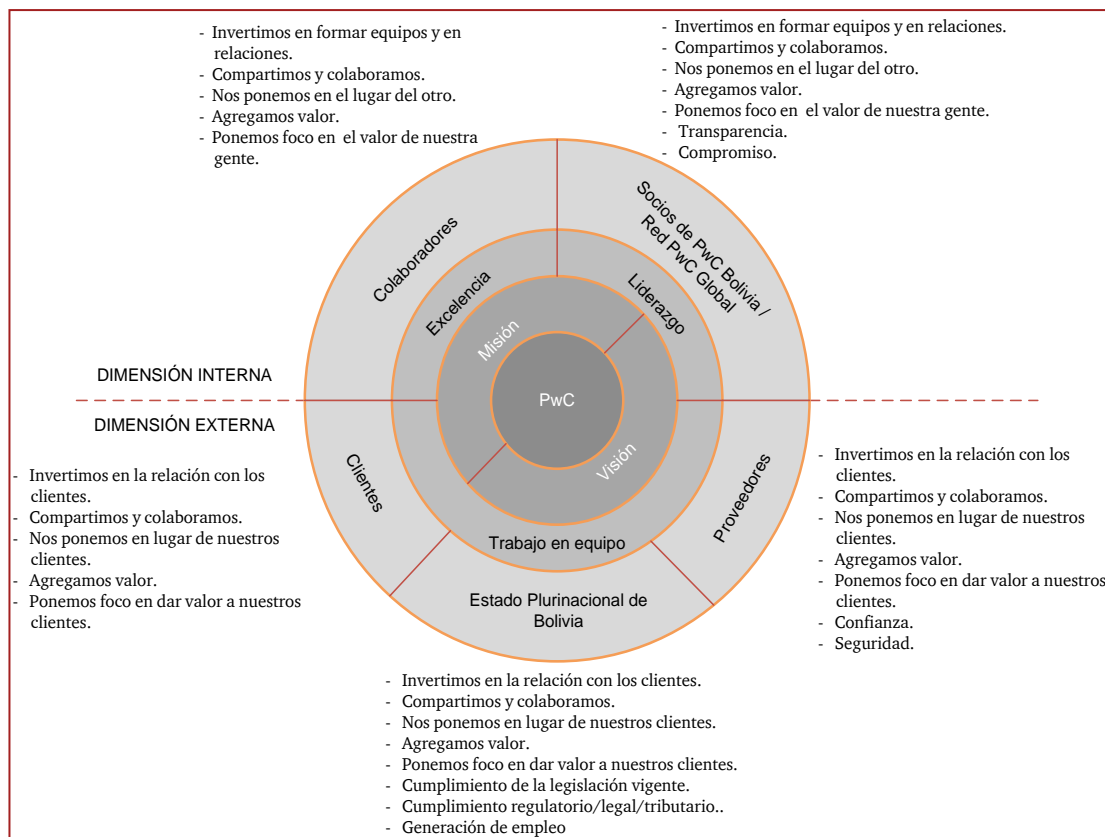 - Invertimos en formar equipos y en
relaciones.
- Compartimos y colaboramos.
- Nos ponemos en el lugar del otro.
- Agregamos valor.
- Ponemos foco en  el valor de nuestra
gente.
- Invertimos en formar equipos y en relaciones.
- Compartimos y colaboramos.
- Nos ponemos en el lugar del otro.
- Agregamos valor.
- Ponemos foco en  el valor de nuestra gente.
- Transparencia.
- Compromiso.
Colaboradores
Socios de PwC Bolivia /
Red PwC Global
Excelencia
Liderazgo
Misión
PwC
Visión
DIMENSIÓN INTERNA
DIMENSIÓN EXTERNA
Clientes
Proveedores
Trabajo en equipo
Estado Plurinacional de
Bolivia
- Invertimos en la relación con los
clientes.
- Compartimos y colaboramos.
- Nos ponemos en lugar de nuestros
clientes.
- Agregamos valor.
- Ponemos foco en dar valor a nuestros
clientes.
- Invertimos en la relación con los
clientes.
- Compartimos y colaboramos.
- Nos ponemos en lugar de nuestros
clientes.
- Agregamos valor.
- Ponemos foco en dar valor a nuestros
clientes.
- Confianza.
- Seguridad.
- Invertimos en la relación con los clientes.
- Compartimos y colaboramos.
- Nos ponemos en lugar de nuestros clientes.
- Agregamos valor.
- Ponemos foco en dar valor a nuestros clientes.
- Cumplimiento de la legislación vigente.
- Cumplimiento regulatorio/legal/tributario..
- Generación de empleo